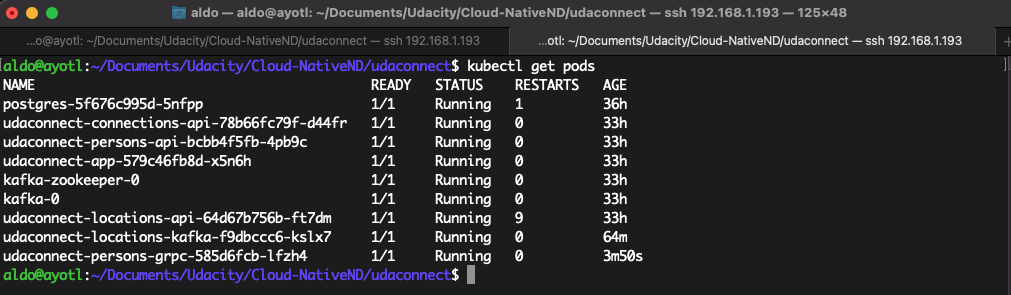 aldo — aldo@ayotl: ~/Documents/Udacity/Cloud-NativeND/udaconnect — ssh 192.168.1.193 — 125×48
...o@ayotl: ~/Documents/Udacity/Cloud-NativeND/udaconnect — ssh 192.168.1.193 ...otl: ~/Documents/Udacity/Cloud-NativeND/udaconnect — ssh 192.168.1.193 +
[aldo@ayotl:~/Documents/Udacity/Cloud-NativeND/udaconnect$ kubectl get pods ]
NAME READY STATUS RESTARTS AGE
postgres-5f676c995d-5nfpp 1/1 Running 1 36h
udaconnect-connections-api-78b66fc79f-d44fr 1/1 Running 0 33h
udaconnect-persons-api-bcbb4f5fb-4pb9c 1/1 Running 0 33h
udaconnect-app-579c46fb8d-x5n6h 1/1 Running 0 33h
kafka-zookeeper-0 1/1 Running 0 33h
kafka-0 1/1 Running 0 33h
udaconnect-locations-api-64d67b756b-ft7dm 1/1 Running 9 33h
udaconnect-locations-kafka-f9dbccc6-kslx7 1/1 Running 0 64m
udaconnect-persons-grpc-585d6fcb-lfzh4 1/1 Running 0 3m50s
aldo@ayotl:~/Documents/Udacity/Cloud-NativeND/udaconnect$